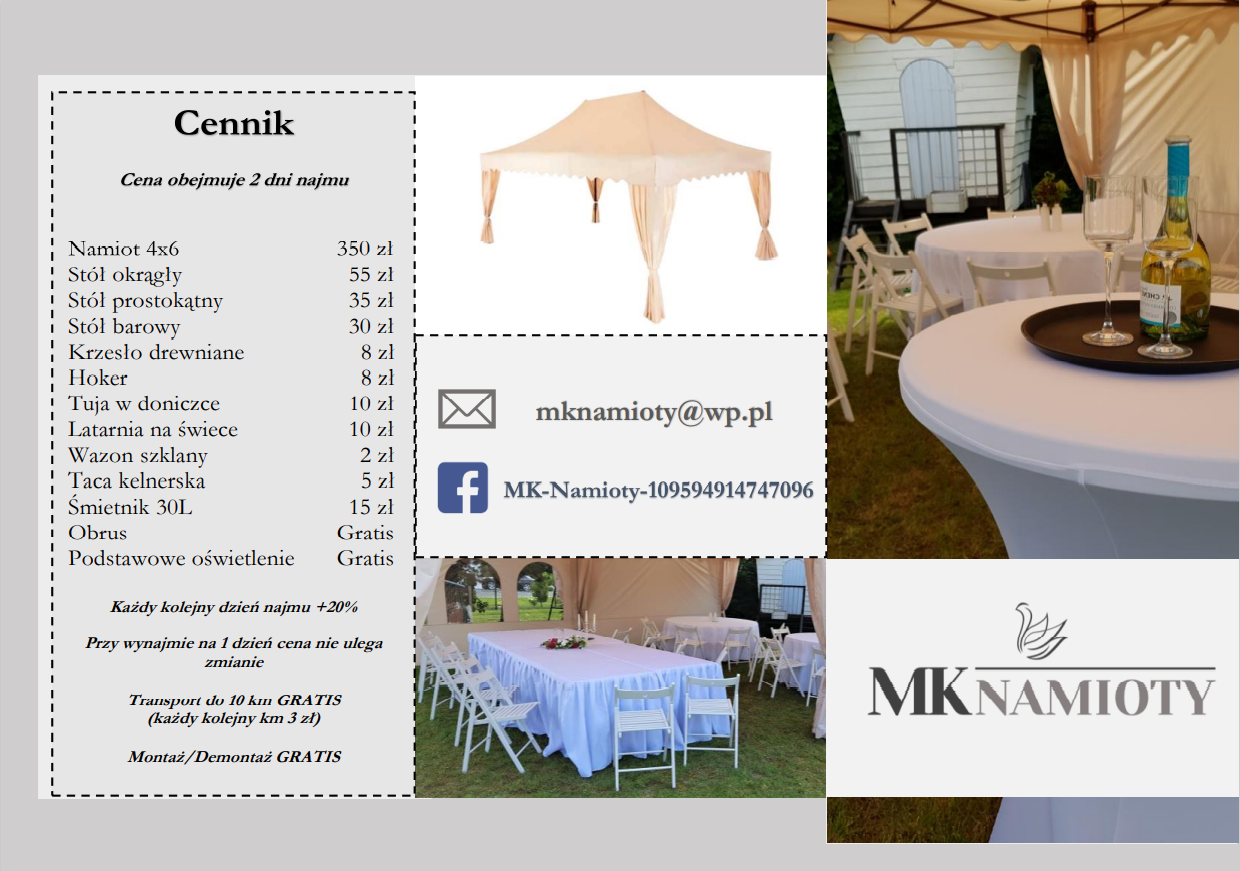 Cennik
Cena obejmuje 2 dni najmu
Namiot 4x6 350 zł
Stół okrągły 55 zł
Stół prostokątny 35 zł
Stół barowy 30 zł
Krzesło drewniane 8 zł
Hoker 8 zł
Tuja w doniczce 10 zł
Latarnia na świece 10 zł
Wazon szklany 2 zł
Taca kelnerska 5 zł
Śmietnik 30L 15 zł
Obrus Gratis
Podstawowe oświetlenie Gratis
Każdy kolejny dzień najmu +20%
Przy wynajmie na 1 dzień cena nie ulega
zmianie
Transport do 10 km GRATIS
(każdy kolejny km 3 zł)
Montaż/Demontaż GRATIS
mknamioty@wp.pl
MK-Namioty-109594914747096
MK NAMIOTY